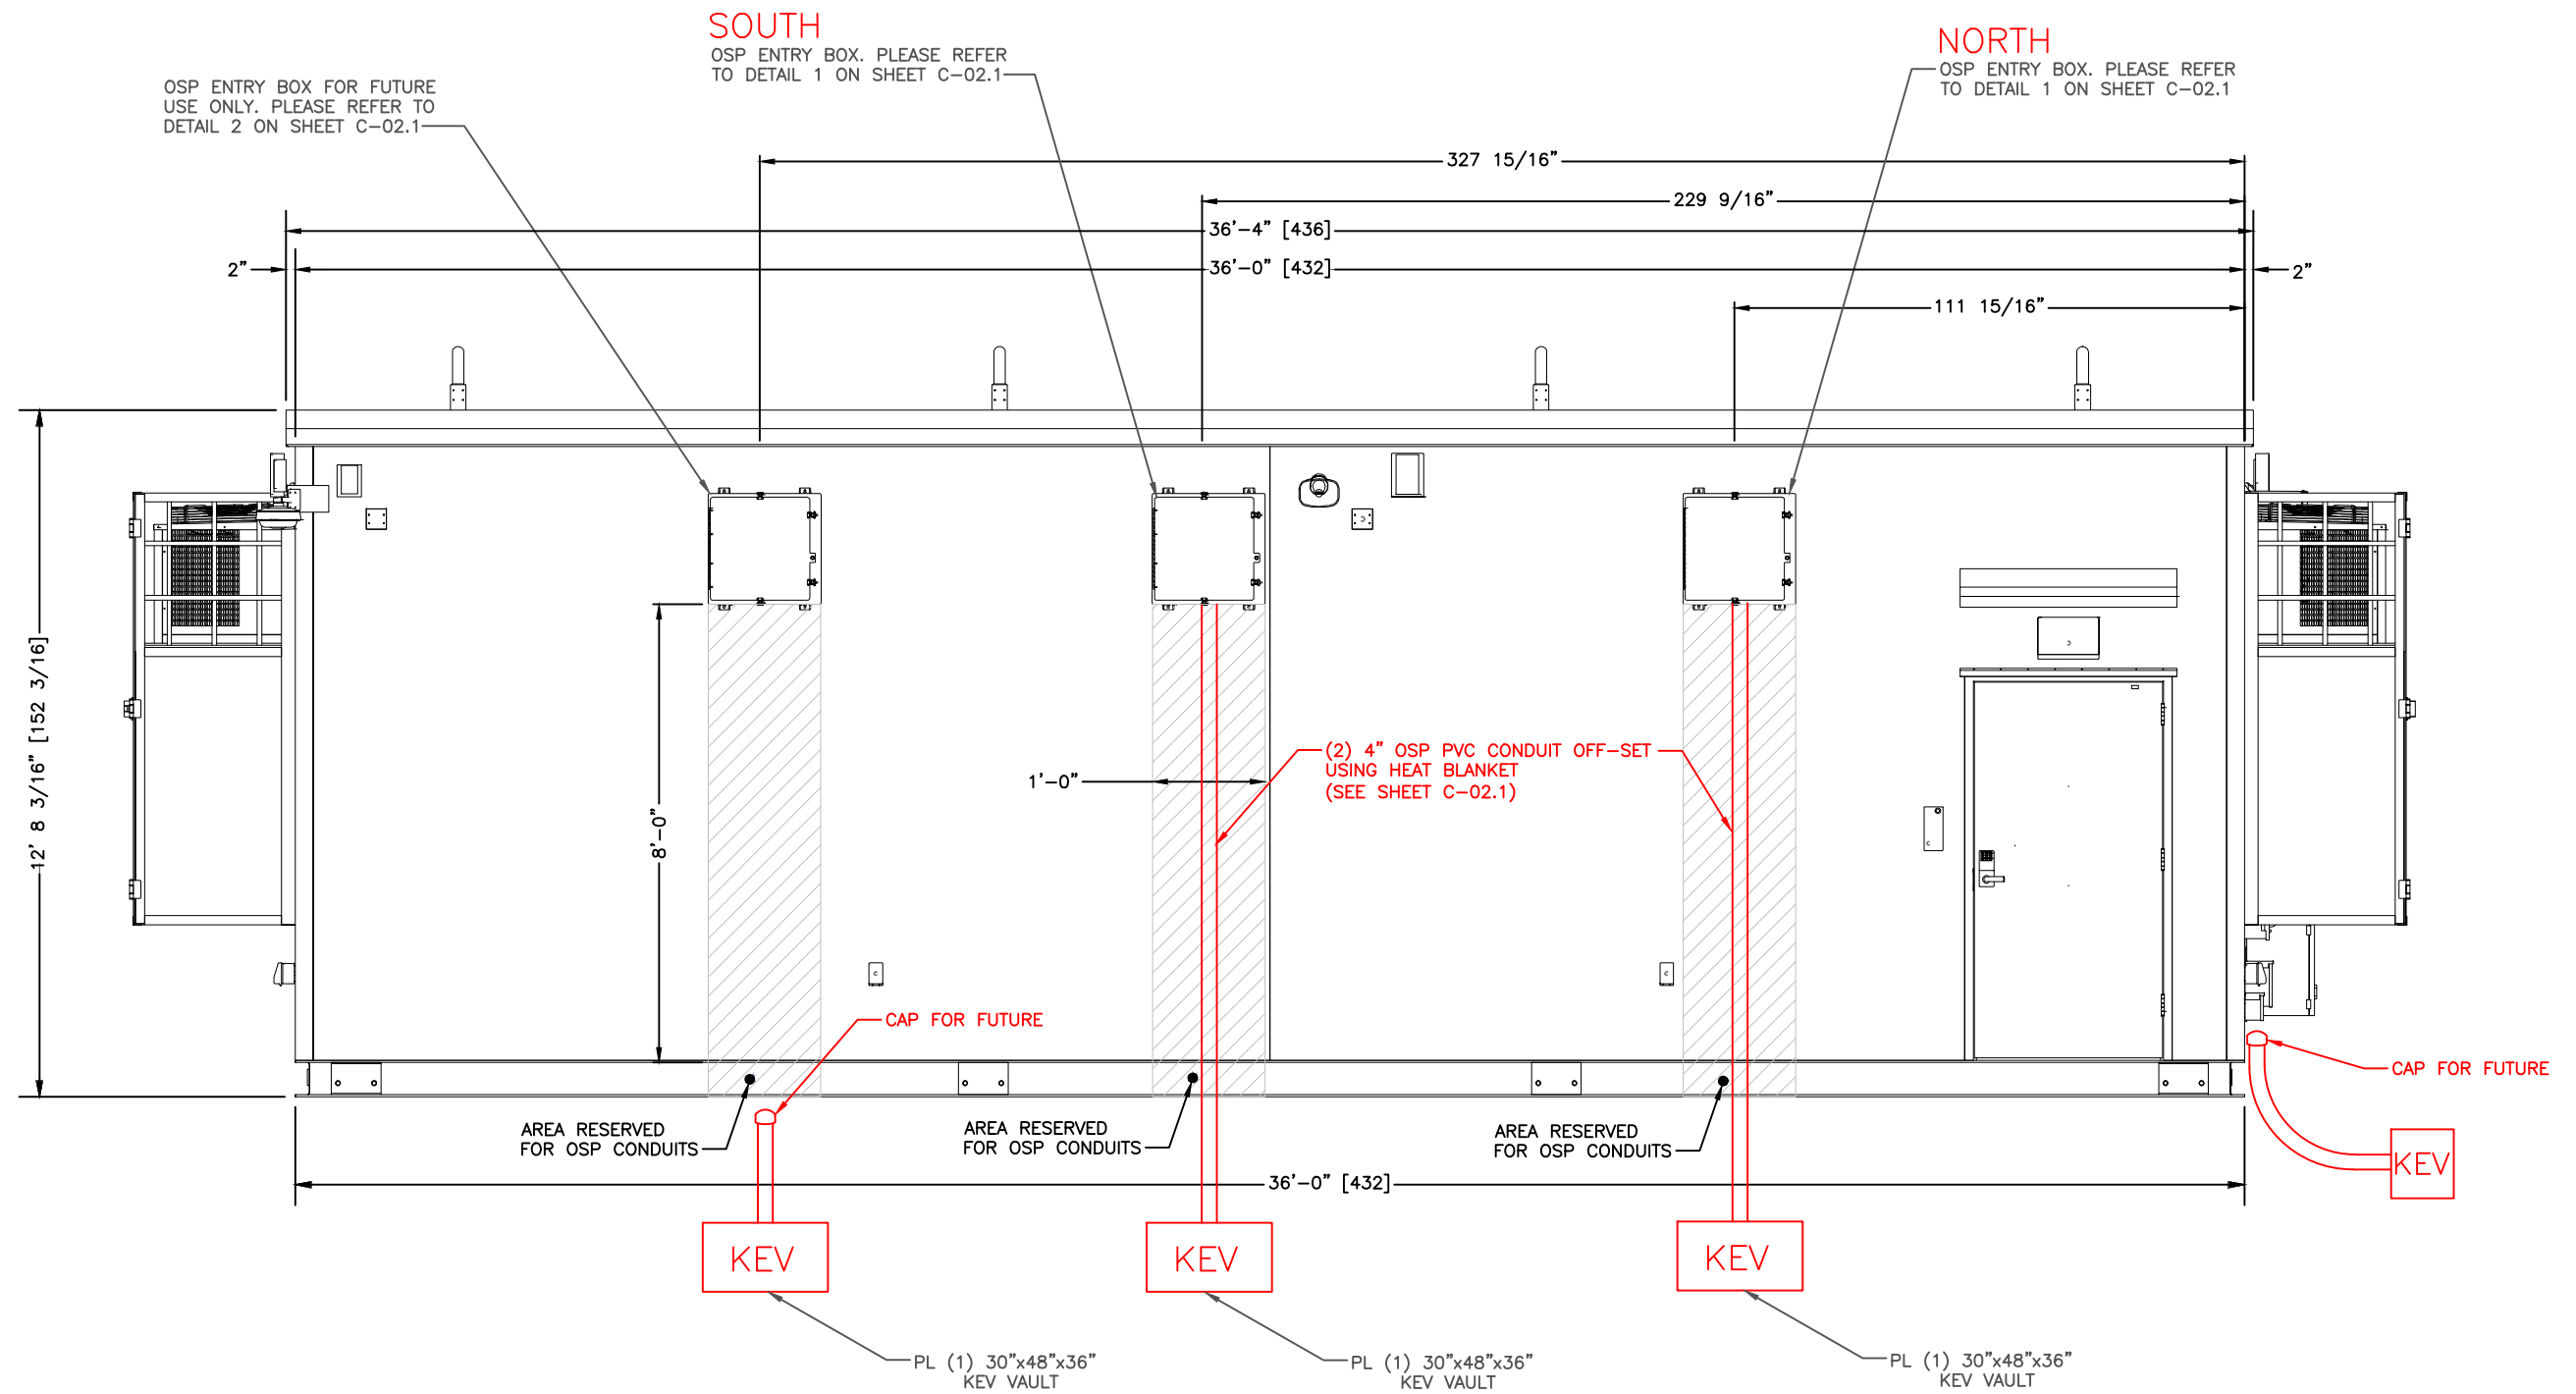 SOUTH
OSP ENTRY BOX. PLEASE REFER
TO DETAIL 1 ON SHEET C-02.1
NORTH
OSP ENTRY BOX. PLEASE REFER
TO DETAIL 1 ON SHEET C-02.1
OSP ENTRY BOX FOR FUTURE
USE ONLY. PLEASE REFER TO
DETAIL 2 ON SHEET C-02.1
327 15/16"
229 9/16"
36'-4" [436]
2"
36'-0" [432]
2"
111 15/16"
12' 8 3/16" [152 3/16]
8'-0"
1'-0"
(2) 4" OSP PVC CONDUIT OFF-SET
USING HEAT BLANKET
(SEE SHEET C-02.1)
CAP FOR FUTURE
CAP FOR FUTURE
AREA RESERVED
FOR OSP CONDUITS
AREA RESERVED
FOR OSP CONDUITS
AREA RESERVED
FOR OSP CONDUITS
36'-0" [432]
KEV
KEV
KEV
KEV
PL (1) 30"x48"x36"
KEV VAULT
PL (1) 30"x48"x36"
KEV VAULT
PL (1) 30"x48"x36"
KEV VAULT